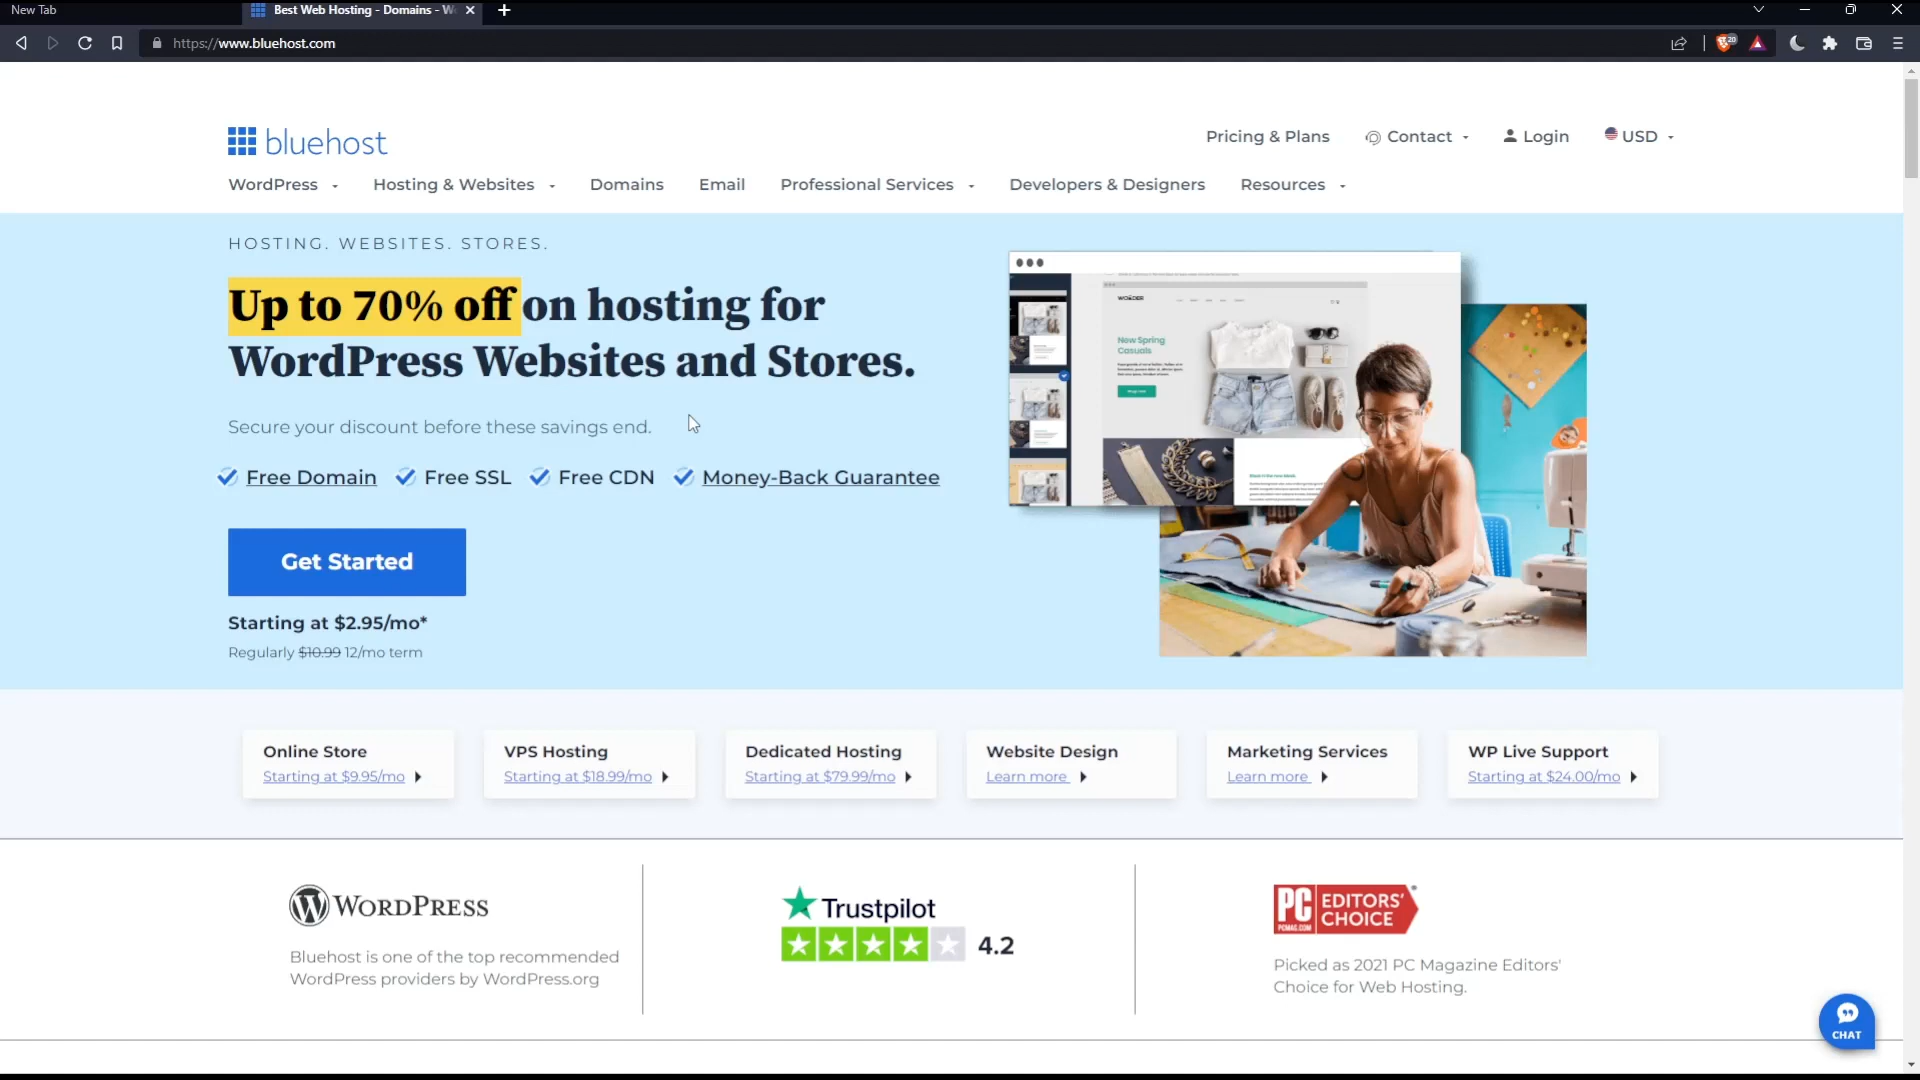 New Tab
Best Web Hosting - Domains - W
https://www.bluehost.com
20
bluehost
Pricing & Plans
Contact
Login
USD
WordPress
Hosting & Websites
Domains
Email
Professional Services
Developers & Designers
Resources
HOSTING. WEBSITES. STORES.
Up to 70% off on hosting for
WordPress Websites and Stores.
Secure your discount before these savings end.
Free Domain
Free SSL
Free CDN
Money-Back Guarantee
Get Started
Starting at $2.95/mo*
Regularly $10.99 12/mo term
WONDER
New Spring
Casuals
Online Store
Starting at $9.95/mo
VPS Hosting
Starting at $18.99/mo
Dedicated Hosting
Starting at $79.99/mo
Website Design
Learn more
Marketing Services
Learn more
WP Live Support
Starting at $24.00/mo
WORDPRESS
Bluehost is one of the top recommended
WordPress providers by WordPress.org
Trustpilot
4.2
PC
PCMAG.COM
EDITORS'
CHOICE
Picked as 2021 PC Magazine Editors'
Choice for Web Hosting.
CHAT